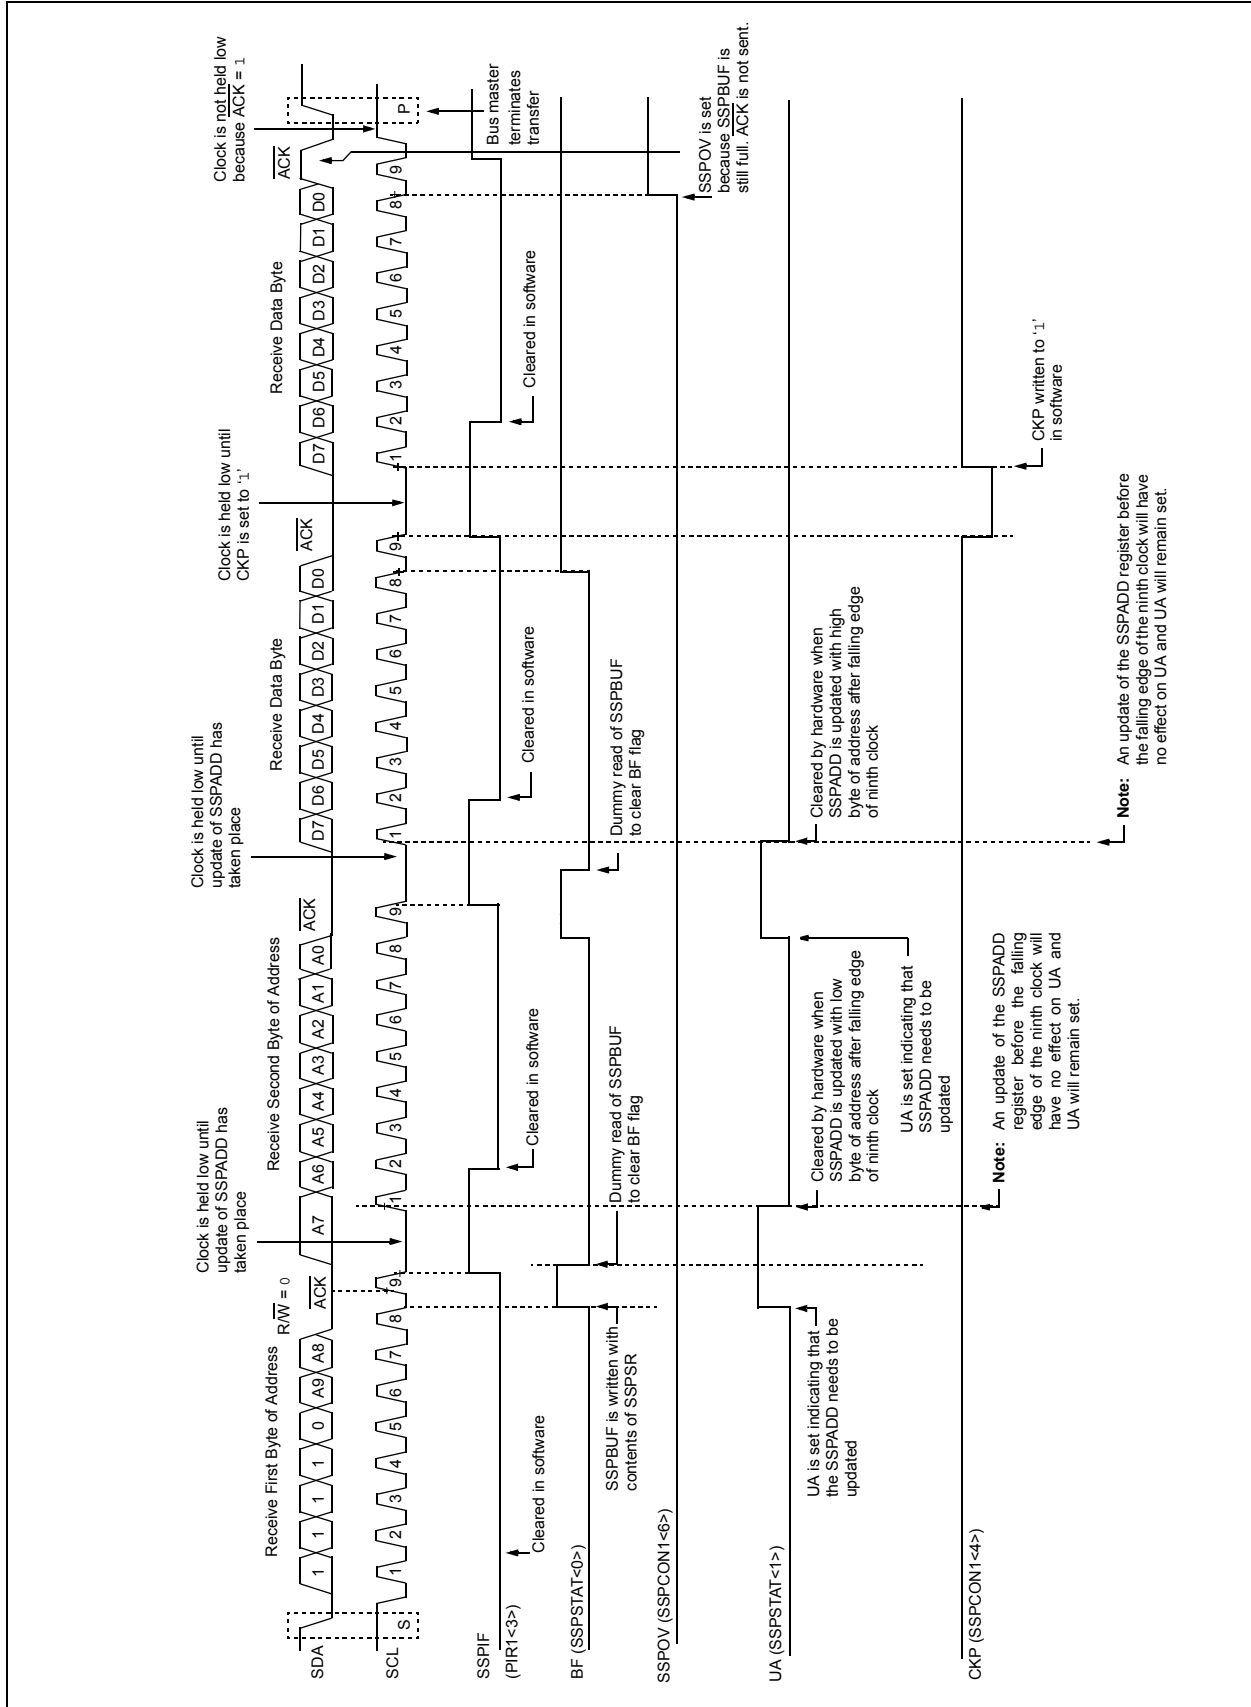 Clock is not held low
because ACK = 1
Clock is held low until
CKP is set to ‘1’
Clock is held low until
update of SSPADD has
taken place
Clock is held low until
update of SSPADD has
taken place
Receive First Byte of Address
R/W = 0
ACK
Receive Second Byte of Address
ACK
Receive Data Byte
ACK
Receive Data Byte
ACK
SDA
1 1 1 1 0 A9 A8 A7 A6 A5 A4 A3 A2 A1 A0 D7 D6 D5 D4 D3 D2 D1 D0 D7 D6 D5 D4 D3 D2 D1 D0
SCL
S 1 2 3 4 5 6 7 8 9 1 2 3 4 5 6 7 8 9 1 2 3 4 5 6 7 8 9 1 2 3 4 5 6 7 8 9 P
Bus master
terminates
transfer
SSPIF
(PIR1<3>)
Cleared in software
Cleared in software
Cleared in software
Cleared in software
BF (SSPSTAT<0>)
SSPBUF is written with
contents of SSPSR
Dummy read of SSPBUF
to clear BF flag
Dummy read of SSPBUF
to clear BF flag
SSPOV (SSPCON1<6>)
SSPOV is set
because SSPBUF is
still full. ACK is not sent.
UA (SSPSTAT<1>)
UA is set indicating that
the SSPADD needs to be
updated
Cleared by hardware when
SSPADD is updated with low
byte of address after falling edge
of ninth clock
UA is set indicating that
SSPADD needs to be
updated
Cleared by hardware when
SSPADD is updated with high
byte of address after falling edge
of ninth clock
CKP (SSPCON1<4>)
CKP written to ‘1’
in software
Note: An update of the SSPADD
register before the falling
edge of the ninth clock will
have no effect on UA and
UA will remain set.
Note: An update of the SSPADD register before
the falling edge of the ninth clock will have
no effect on UA and UA will remain set.